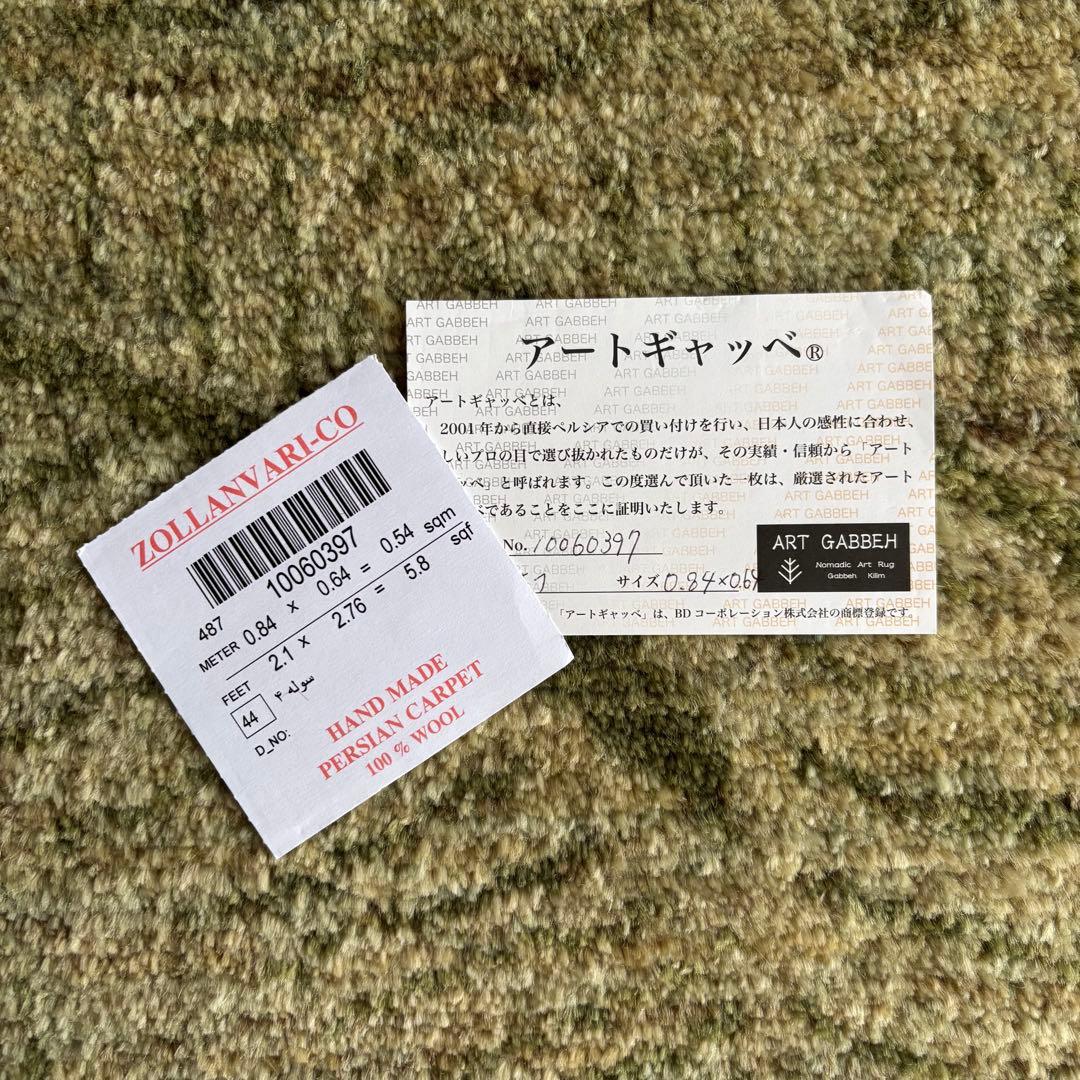 ZOLLANVARI-CO
10060397
487
METER 0.84 x 0.64 = 0.54 sqm
2.1 x 2.76 = 5.8 sqf
FEET
44 سوله ۴
D_NO:
HAND MADE
PERSIAN CARPET
100 % WOOL
アートギャッベ®
アートギャッベとは、
2001年から直接ペルシアでの買い付けを行い、日本人の感性に合わせ、
しいプロの目で選び抜かれたものだけが、その実績・信頼から「アート
ッベ」と呼ばれます。この度選んで頂いた一枚は、厳選されたアート
であることをここに証明いたします。
No. 10060397
サイズ 0.84×0.64
ART GABBEH
Nomadic Art Rug
Gabbeh Kilim
「アートギャッベ」は、BDコーポレーション株式会社の商標登録です。